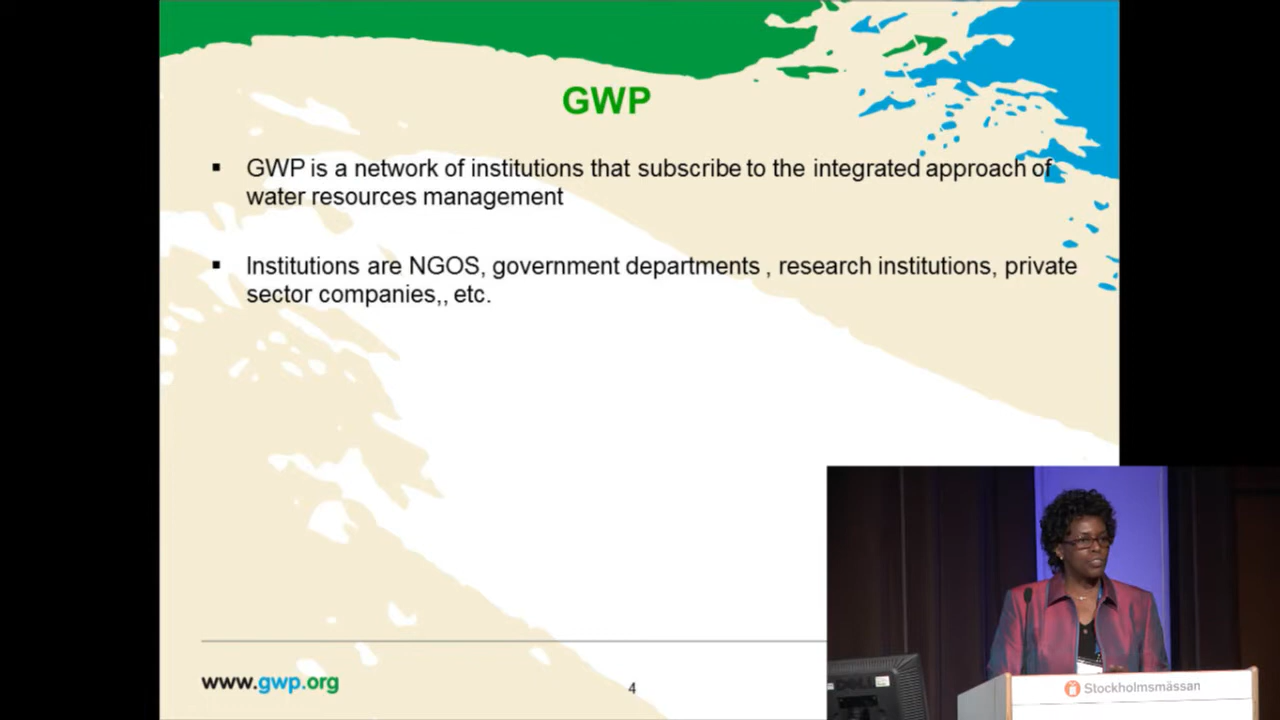 GWP
▪ GWP is a network of institutions that subscribe to the integrated approach of
water resources management
▪ Institutions are NGOS, government departments , research institutions, private
sector companies,, etc.
www.gwp.org
4
DELL
Stockholmsmässan